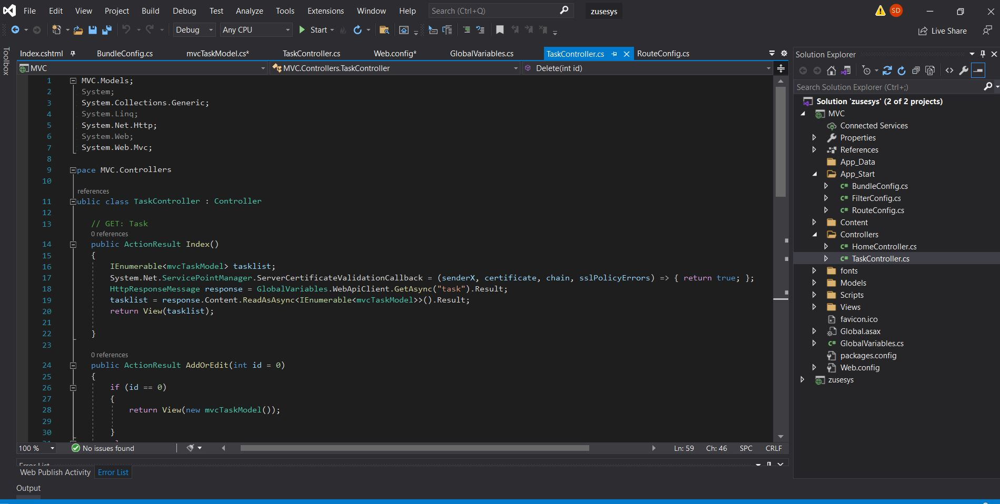 File Edit View Project Build Debug Test Analyze Tools Extensions Window Help Search (Ctrl+Q) zusesys SD
Debug Any CPU Start Live Share
Toolbox
Index.cshtml BundleConfig.cs mvcTaskModel.cs* TaskController.cs Web.config* GlobalVariables.cs TaskController.cs RouteConfig.cs
MVC MVC.Controllers.TaskController Delete(int id)
1 MVC.Models;
2 System;
3 System.Collections.Generic;
4 System.Linq;
5 System.Net.Http;
6 System.Web;
7 System.Web.Mvc;
8
9 pace MVC.Controllers
10
references
11 ublic class TaskController : Controller
12
13 // GET: Task
0 references
14 public ActionResult Index()
15 {
16 IEnumerable<mvcTaskModel> tasklist;
17 System.Net.ServicePointManager.ServerCertificateValidationCallback = (senderX, certificate, chain, sslPolicyErrors) => { return true; };
18 HttpResponseMessage response = GlobalVariables.WebApiClient.GetAsync("task").Result;
19 tasklist = response.Content.ReadAsAsync<IEnumerable<mvcTaskModel>>().Result;
20 return View(tasklist);
21
22 }
23
0 references
24 public ActionResult AddOrEdit(int id = 0)
25 {
26 if (id == 0)
27 {
28 return View(new mvcTaskModel());
29
30 }
100 % No issues found Ln: 59 Ch: 46 SPC CRLF
Error List
Web Publish Activity Error List
Output
Solution Explorer
Search Solution Explorer (Ctrl+;)
Solution 'zusesys' (2 of 2 projects)
MVC
Connected Services
Properties
References
App_Data
App_Start
C# BundleConfig.cs
C# FilterConfig.cs
C# RouteConfig.cs
Content
Controllers
C# HomeController.cs
C# TaskController.cs
fonts
Models
Scripts
Views
favicon.ico
Global.asax
C# GlobalVariables.cs
packages.config
Web.config
zusesys